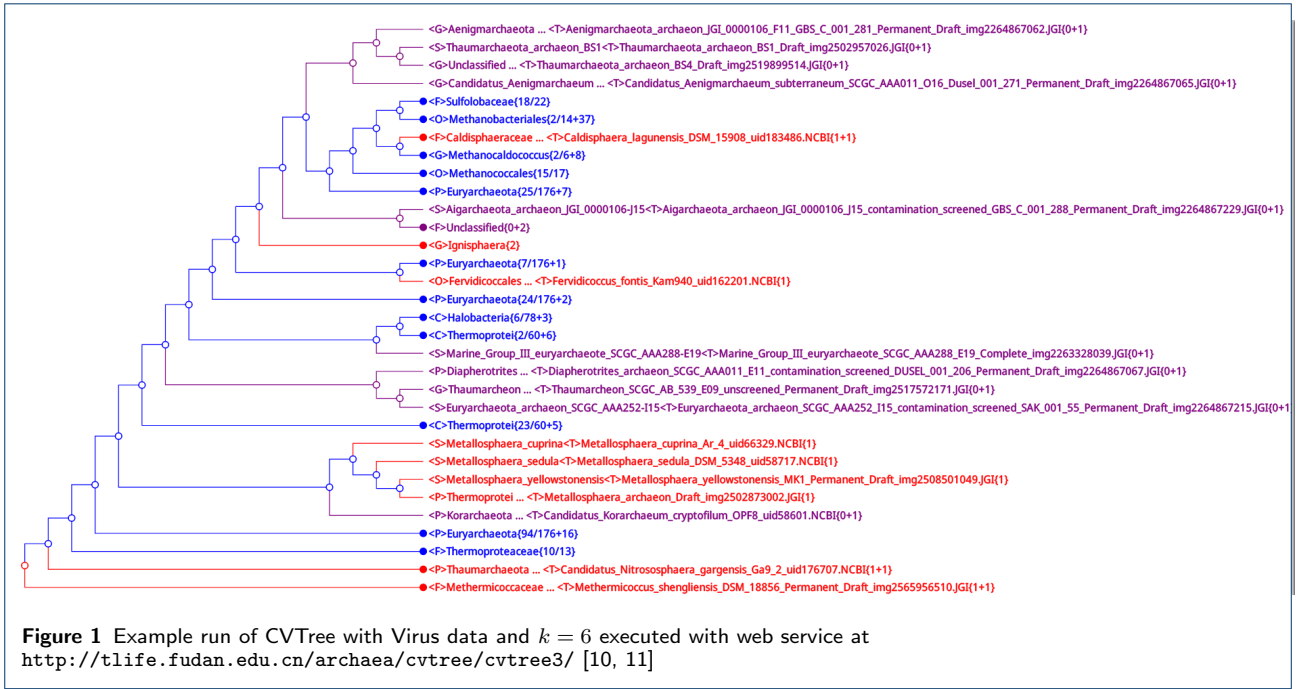 <G>Aenigmarchaeota ... <T>Aenigmarchaeota_archaeon_JGI_0000106_F11_GBS_C_001_281_Permanent_Draft_img2264867062.JGI{0+1}
<S>Thaumarchaeota_archaeon_BS1<T>Thaumarchaeota_archaeon_BS1_Draft_img2502957026.JGI{0+1}
<G>Unclassified ... <T>Thaumarchaeota_archaeon_BS4_Draft_img2519899514.JGI{0+1}
<G>Candidatus_Aenigmarchaeum ... <T>Candidatus_Aenigmarchaeum_subterraneum_SCGC_AAA011_O16_Dusel_001_271_Permanent_Draft_img2264867065.JGI{0+1}
<F>Sulfolobaceae{18/22}
<O>Methanobacteriales{2/14+37}
<F>Caldisphaeraceae ... <T>Caldisphaera_lagunensis_DSM_15908_uid183486.NCBI{1+1}
<G>Methanocaldococcus{2/6+8}
<O>Methanococcales{15/17}
<P>Euryarchaeota{25/176+7}
<S>Aigarchaeota_archaeon_JGI_0000106-J15<T>Aigarchaeota_archaeon_JGI_0000106_J15_contamination_screened_GBS_C_001_288_Permanent_Draft_img2264867229.JGI{0+1}
<F>Unclassified{0+2}
<G>Ignisphaera{2}
<P>Euryarchaeota{7/176+1}
<O>Fervidicoccales ... <T>Fervidicoccus_fontis_Kam940_uid162201.NCBI{1}
<P>Euryarchaeota{24/176+2}
<C>Halobacteria{6/78+3}
<C>Thermoprotei{2/60+6}
<S>Marine_Group_III_euryarchaeote_SCGC_AAA288-E19<T>Marine_Group_III_euryarchaeote_SCGC_AAA288_E19_Complete_img2263328039.JGI{0+1}
<P>Diapherotrites ... <T>Diapherotrites_archaeon_SCGC_AAA011_E11_contamination_screened_DUSEL_001_206_Permanent_Draft_img2264867067.JGI{0+1}
<G>Thaumarcheon ... <T>Thaumarcheon_SCGC_AB_539_E09_unscreened_Permanent_Draft_img2517572171.JGI{0+1}
<S>Euryarchaeota_archaeon_SCGC_AAA252-I15<T>Euryarchaeota_archaeon_SCGC_AAA252_I15_contamination_screened_SAK_001_55_Permanent_Draft_img2264867215.JGI{0+1
<C>Thermoprotei{23/60+5}
<S>Metallosphaera_cuprina<T>Metallosphaera_cuprina_Ar_4_uid66329.NCBI{1}
<S>Metallosphaera_sedula<T>Metallosphaera_sedula_DSM_5348_uid58717.NCBI{1}
<S>Metallosphaera_yellowstonensis<T>Metallosphaera_yellowstonensis_MK1_Permanent_Draft_img2508501049.JGI{1}
<P>Thermoprotei ... <T>Metallosphaera_archaeon_Draft_img2502873002.JGI{1}
<P>Korarchaeota ... <T>Candidatus_Korarchaeum_cryptofilum_OPF8_uid58601.NCBI{0+1}
<P>Euryarchaeota{94/176+16}
<F>Thermoproteaceae{10/13}
<P>Thaumarchaeota ... <T>Candidatus_Nitrososphaera_gargensis_Ga9_2_uid176707.NCBI{1+1}
<F>Methermicoccaceae ... <T>Methermicoccus_shengliensis_DSM_18856_Permanent_Draft_img2565956510.JGI{1+1}
Figure 1 Example run of CVTree with Virus data and k = 6 executed with web service at
http://tlife.fudan.edu.cn/archaea/cvtree/cvtree3/ [10, 11]